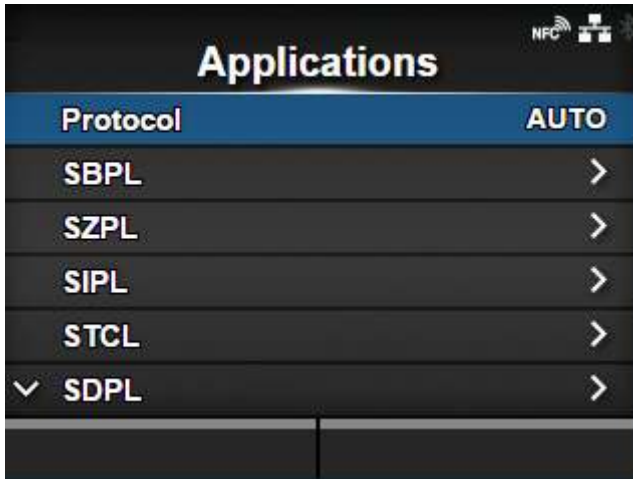 NFC
Applications
Protocol AUTO
SBPL
SZPL
SIPL
STCL
SDPL